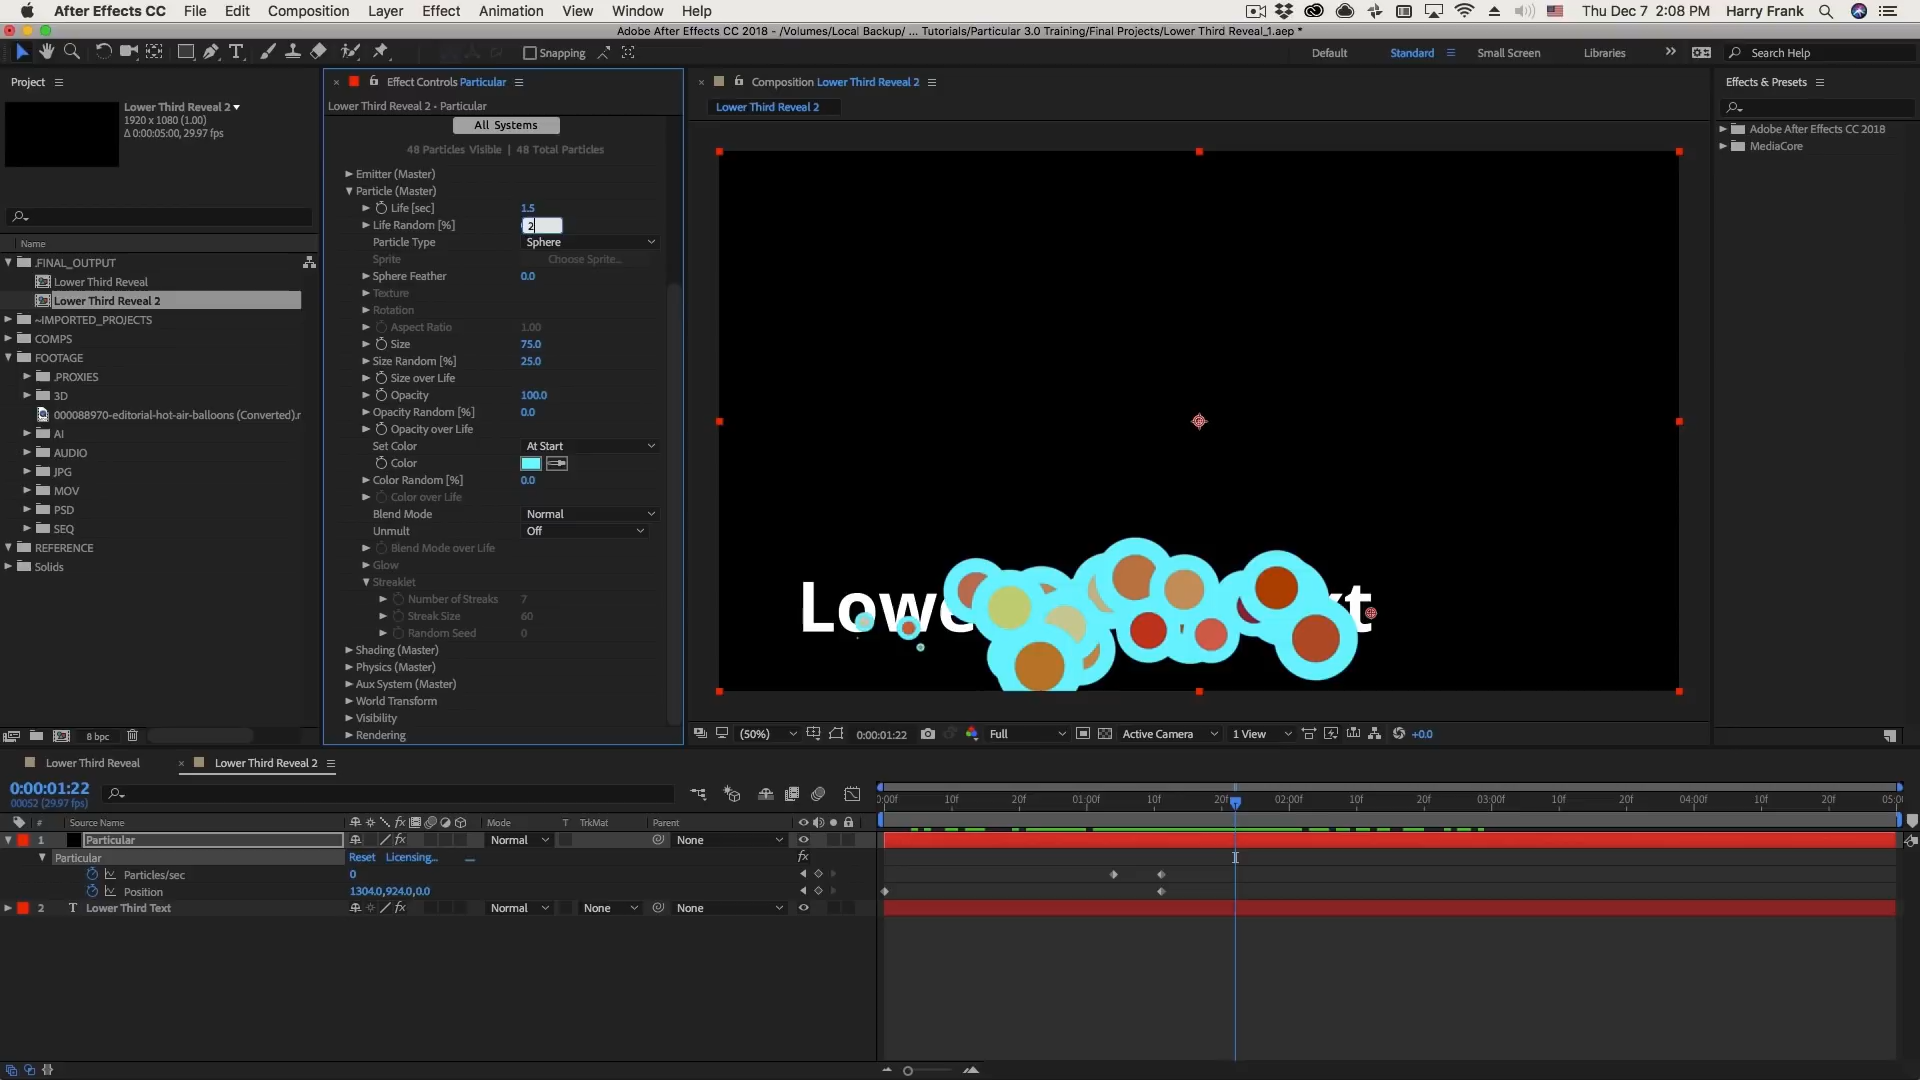 After Effects CC File Edit Composition Layer Effect Animation View Window Help Thu Dec 7 2:08 PM Harry Frank
Adobe After Effects CC 2018 - /Volumes/Local Backup/ ... Tutorials/Particular 3.0 Training/Final Projects/Lower Third Reveal_1.aep *
Snapping Default Standard Small Screen Libraries Search Help
Project
Lower Third Reveal 2
1920 x 1080 (1.00)
Δ 0:00:05:00, 29.97 fps
Name
.FINAL_OUTPUT
Lower Third Reveal
Lower Third Reveal 2
~IMPORTED_PROJECTS
COMPS
FOOTAGE
.PROXIES
3D
000088970-editorial-hot-air-balloons (Converted).r
AI
AUDIO
JPG
MOV
PSD
SEQ
REFERENCE
Solids
8 bpc
Effect Controls Particular
Lower Third Reveal 2 • Particular
All Systems
48 Particles Visible | 48 Total Particles
Emitter (Master)
Particle (Master)
Life [sec] 1.5
Life Random [%] 2
Particle Type Sphere
Sprite Choose Sprite...
Sphere Feather 0.0
Texture
Rotation
Aspect Ratio 1.00
Size 75.0
Size Random [%] 25.0
Size over Life
Opacity 100.0
Opacity Random [%] 0.0
Opacity over Life
Set Color At Start
Color
Color Random [%] 0.0
Color over Life
Blend Mode Normal
Unmult Off
Blend Mode over Life
Glow
Streaklet
Number of Streaks 7
Streak Size 60
Random Seed 0
Shading (Master)
Physics (Master)
Aux System (Master)
World Transform
Visibility
Rendering
Composition Lower Third Reveal 2
Lower Third Reveal 2
(50%) 0:00:01:22 Full Active Camera 1 View +0.0
Effects & Presets
Adobe After Effects CC 2018
MediaCore
Lower Third Reveal Lower Third Reveal 2
0:00:01:22
00052 (29.97 fps)
0:00f 10f 20f 01:00f 10f 20f 02:00f 10f 20f 03:00f 10f 20f 04:00f 10f 20f 05:0
# Source Name Mode T TrkMat Parent
1 Particular Normal None
Particular Reset Licensing...
Particles/sec 0
Position 1304.0,924.0,0.0
2 T Lower Third Text Normal None None